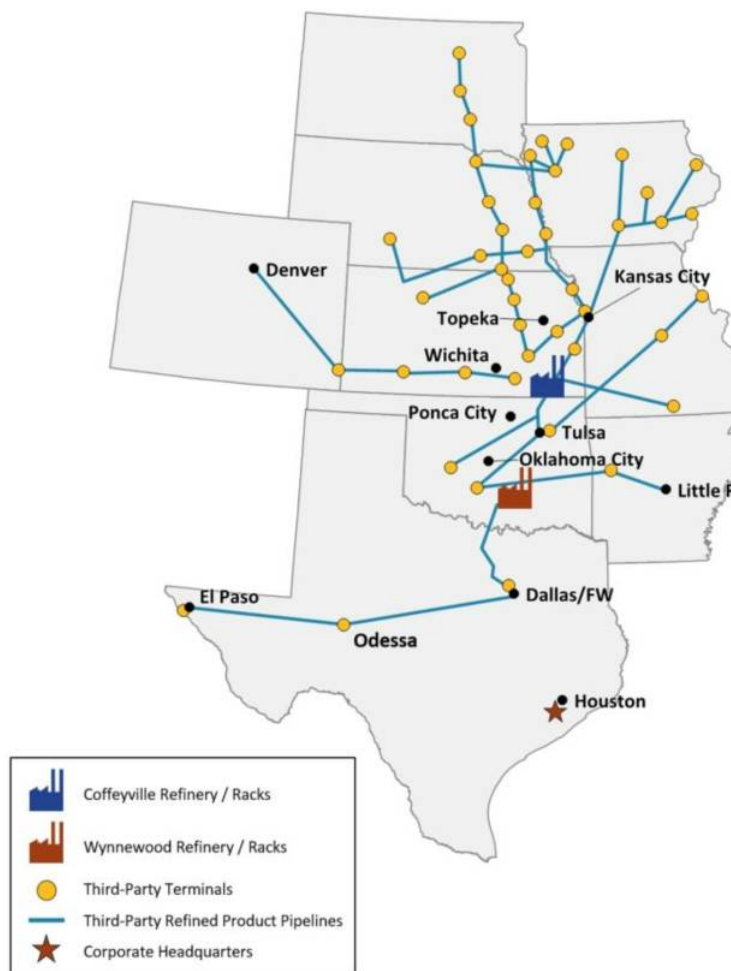 Denver
Kansas City
Topeka
Wichita
Ponca City
Tulsa
Oklahoma City
Little R
El Paso
Dallas/FW
Odessa
Houston
Coffeyville Refinery / Racks
Wynnewood Refinery / Racks
Third-Party Terminals
Third-Party Refined Product Pipelines
Corporate Headquarters